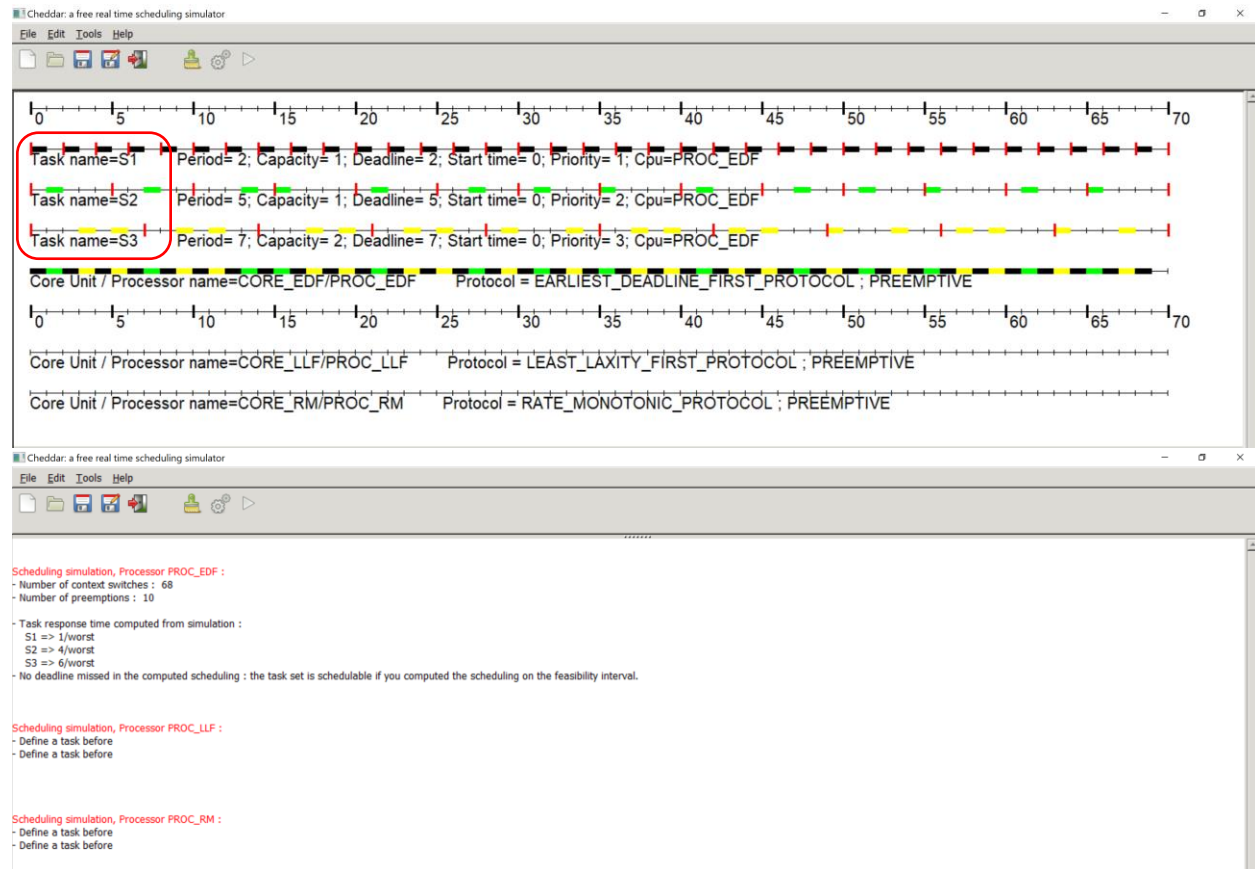 Cheddar: a free real time scheduling simulator
File Edit Tools Help
0 5 10 15 20 25 30 35 40 45 50 55 60 65 70
Task name=S1 Period= 2; Capacity= 1; Deadline= 2; Start time= 0; Priority= 1; Cpu=PROC_EDF
Task name=S2 Period= 5; Capacity= 1; Deadline= 5; Start time= 0; Priority= 2; Cpu=PROC_EDF
Task name=S3 Period= 7; Capacity= 2; Deadline= 7; Start time= 0; Priority= 3; Cpu=PROC_EDF
Core Unit / Processor name=CORE_EDF/PROC_EDF Protocol = EARLIEST_DEADLINE_FIRST_PROTOCOL ; PREEMPTIVE
0 5 10 15 20 25 30 35 40 45 50 55 60 65 70
Core Unit / Processor name=CORE_LLF/PROC_LLF Protocol = LEAST_LAXITY_FIRST_PROTOCOL ; PREEMPTIVE
Core Unit / Processor name=CORE_RM/PROC_RM Protocol = RATE_MONOTONIC_PROTOCOL ; PREEMPTIVE
Cheddar: a free real time scheduling simulator
File Edit Tools Help
Scheduling simulation, Processor PROC_EDF :
- Number of context switches : 68
- Number of preemptions : 10
- Task response time computed from simulation :
S1 => 1/worst
S2 => 4/worst
S3 => 6/worst
- No deadline missed in the computed scheduling : the task set is schedulable if you computed the scheduling on the feasibility interval.
Scheduling simulation, Processor PROC_LLF :
- Define a task before
- Define a task before
Scheduling simulation, Processor PROC_RM :
- Define a task before
- Define a task before